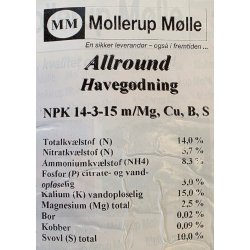 MM Mollerup Mølle
En sikker leverandør - også i fremtiden ...
Allround
Havegødning
NPK 14-3-15 m/Mg, Cu, B, S
Totalkvælstof (N) 14,0 %
Nitratkvælstof (N) 5,7 %
Ammoniumkvælstof (NH4) 8,3 %
Fosfor (P) citrate- og vand-
opløselig 3,0 %
Kalium (K) vandopløselig 15,0 %
Magnesium (Mg) total 2,5 %
Bor 0,02 %
Kobber 0,09 %
Svovl (S) total 10,0 %